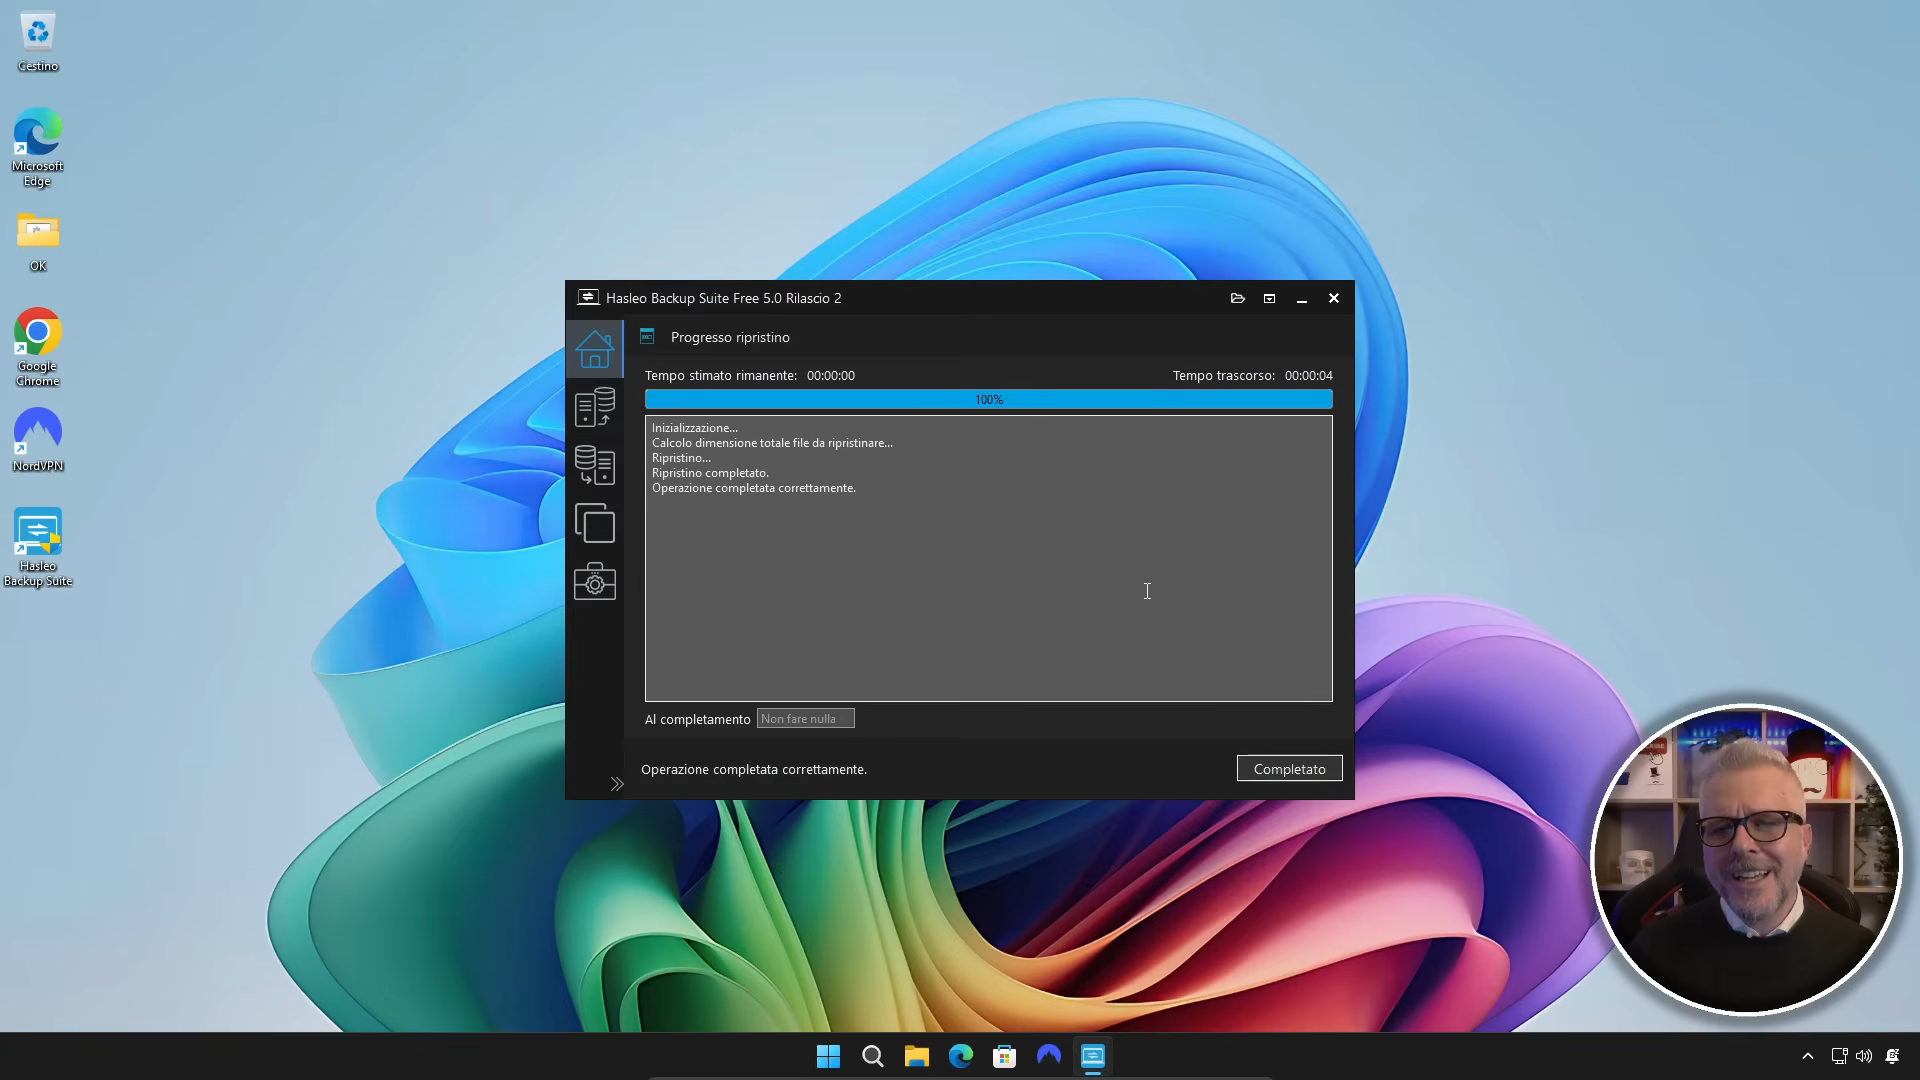 Cestino
Microsoft
Edge
OK
Google
Chrome
NordVPN
Hasleo
Backup Suite
Hasleo Backup Suite Free 5.0 Rilascio 2
Progresso ripristino
Tempo stimato rimanente: 00:00:00
Tempo trascorso: 00:00:04
100%
Inizializzazione...
Calcolo dimensione totale file da ripristinare...
Ripristino...
Ripristino completato.
Operazione completata correttamente.
Al completamento
Non fare nulla
Operazione completata correttamente.
Completato